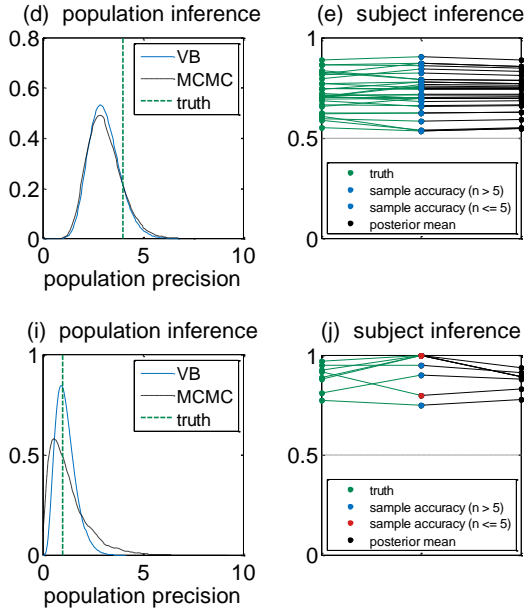 (d) population inference
0.8
0.6
0.4
0.2
0
0 5 10
VB
MCMC
truth
population precision
(e) subject inference
1
0.5
0
truth
sample accuracy (n > 5)
sample accuracy (n <= 5)
posterior mean
(i) population inference
1
0.5
0
0 5 10
VB
MCMC
truth
population precision
(j) subject inference
1
0.5
0
truth
sample accuracy (n > 5)
sample accuracy (n <= 5)
posterior mean